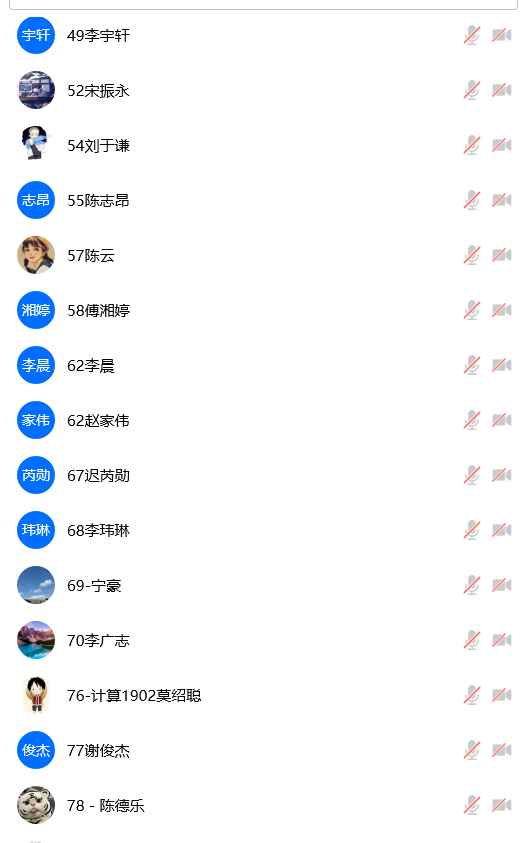 宇轩 49李宇轩
52宋振永
54刘于谦
志昂 55陈志昂
57陈云
湘婷 58傅湘婷
李晨 62李晨
家伟 62赵家伟
芮勋 67迟芮勋
玮琳 68李玮琳
69-宁豪
70李广志
76-计算1902莫绍聪
俊杰 77谢俊杰
78 - 陈德乐